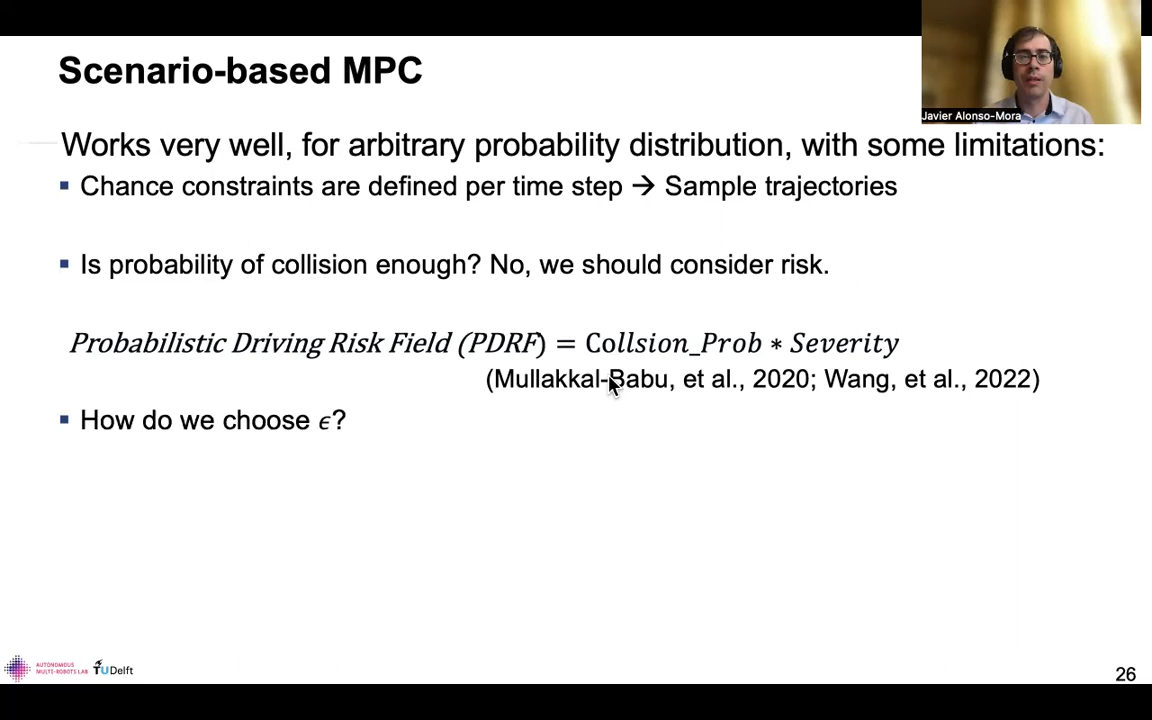 Scenario-based MPC
Javier Alonso-Mora
Works very well, for arbitrary probability distribution, with some limitations:
▪ Chance constraints are defined per time step → Sample trajectories
▪ Is probability of collision enough? No, we should consider risk.
Probabilistic Driving Risk Field (PDRF) = Collsion_Prob ∗ Severity
(Mullakkal-Babu, et al., 2020; Wang, et al., 2022)
▪ How do we choose ϵ?
AUTONOMOUS
MULTI-ROBOTS LAB
TU Delft
26